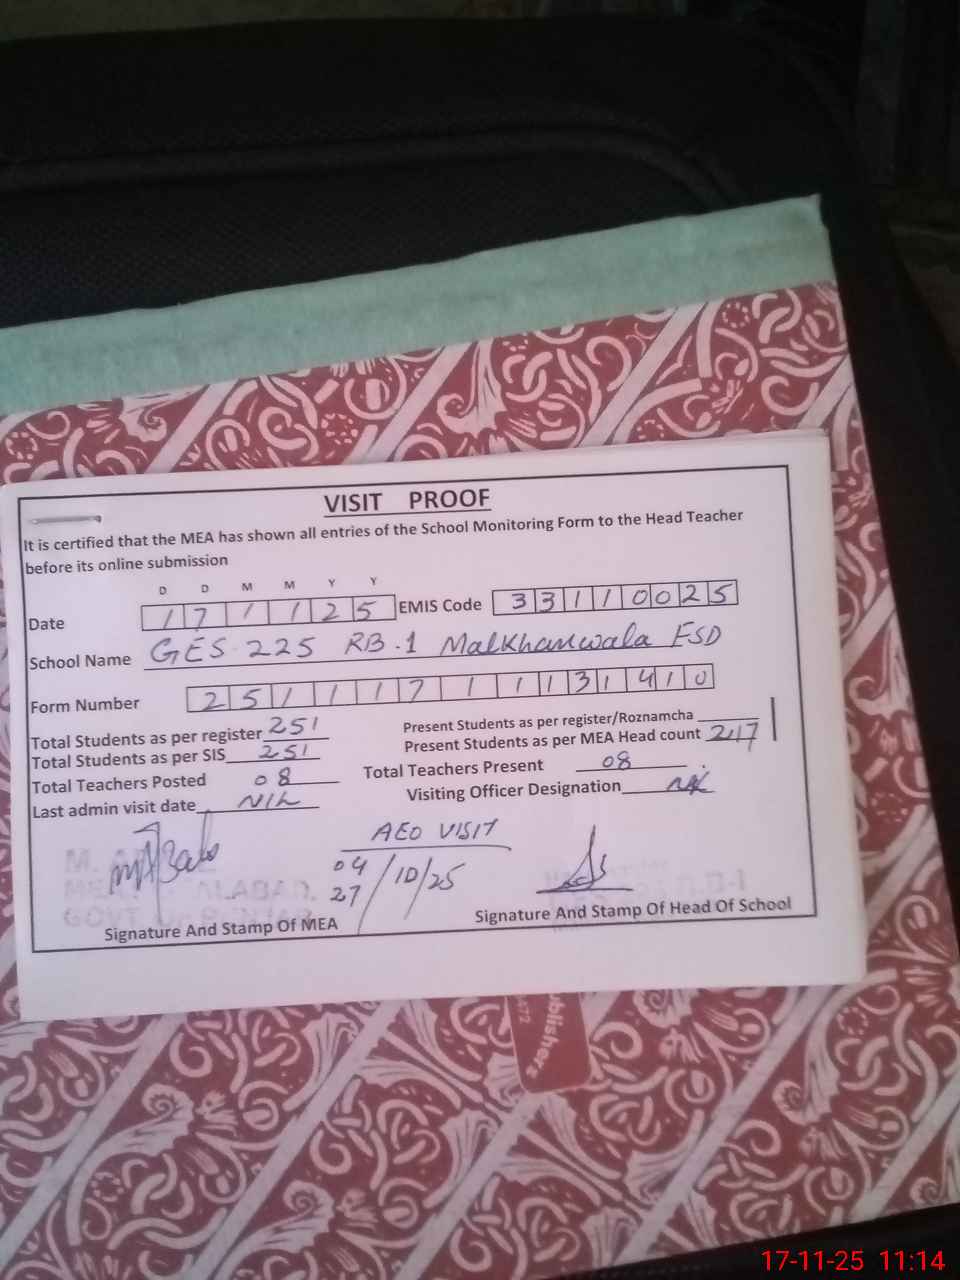 VISIT PROOF
It is certified that the MEA has shown all entries of the School Monitoring Form to the Head Teacher
before its online submission
D D M M Y Y
Date 1 7 1 1 2 5 EMIS Code 3 3 1 1 0 0 2 5
School Name GES 225 RB.1 Malkhanwala FSD
Form Number 2 5 1 1 1 7 1 1 1 3 1 4 1 0
Total Students as per register 251 Present Students as per register/Roznamcha
Total Students as per SIS 251 Present Students as per MEA Head count 217
Total Teachers Posted 08 Total Teachers Present 08
Last admin visit date NIL Visiting Officer Designation
AEO VISIT
04
27 /10/25
Signature And Stamp Of MEA Signature And Stamp Of Head Of School
ublishers
17-11-25 11:14